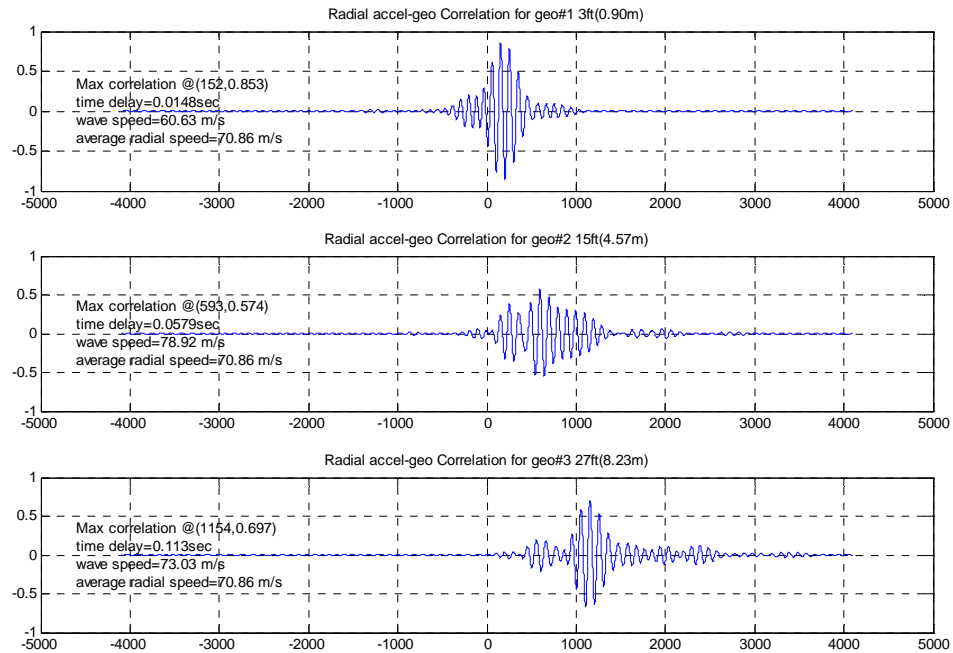 Radial accel-geo Correlation for geo#1 3ft(0.90m)
1
0.5
0
-0.5
-1
Max correlation @(152,0.853)
time delay=0.0148sec
wave speed=60.63 m/s
average radial speed=70.86 m/s
-5000 -4000 -3000 -2000 -1000 0 1000 2000 3000 4000 5000
Radial accel-geo Correlation for geo#2 15ft(4.57m)
1
0.5
0
-0.5
-1
Max correlation @(593,0.574)
time delay=0.0579sec
wave speed=78.92 m/s
average radial speed=70.86 m/s
-5000 -4000 -3000 -2000 -1000 0 1000 2000 3000 4000 5000
Radial accel-geo Correlation for geo#3 27ft(8.23m)
1
0.5
0
-0.5
-1
Max correlation @(1154,0.697)
time delay=0.113sec
wave speed=73.03 m/s
average radial speed=70.86 m/s
-5000 -4000 -3000 -2000 -1000 0 1000 2000 3000 4000 5000